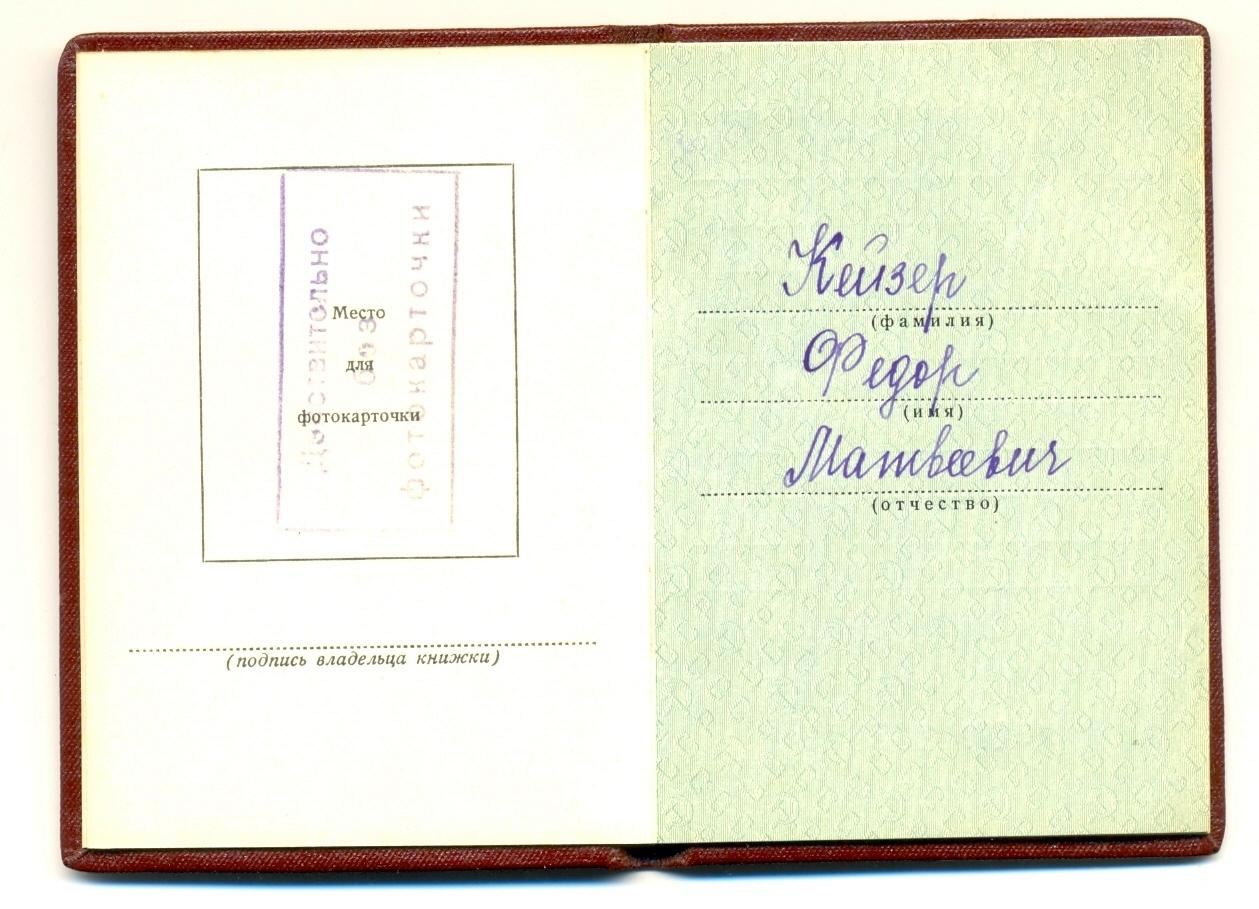 Действительно
без
фотокарточки
Место
для
фотокарточки
(подпись владельца книжки)
Кейзер
(фамилия)
Федор
(имя)
Матвеевич
(отчество)